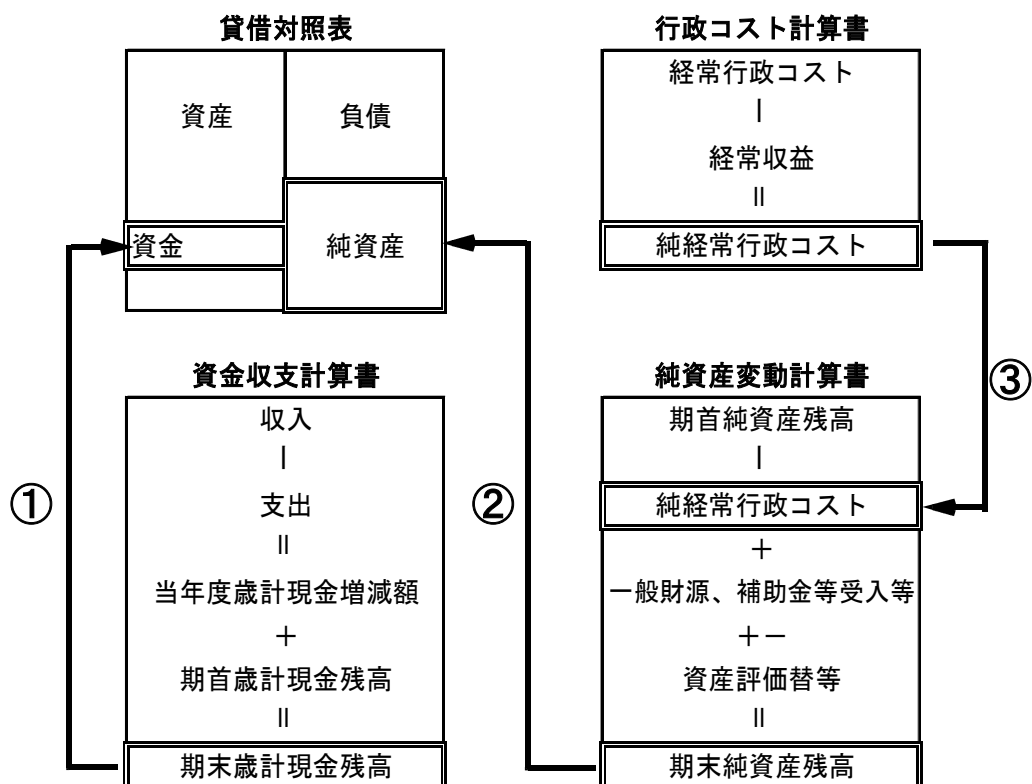 貸借対照表
資産
負債
資金
純資産
行政コスト計算書
経常行政コスト
－
経常収益
＝
純経常行政コスト
資金収支計算書
収入
－
支出
＝
当年度歳計現金増減額
＋
期首歳計現金残高
＝
期末歳計現金残高
純資産変動計算書
期首純資産残高
－
純経常行政コスト
＋
一般財源、補助金等受入等
＋－
資産評価替等
＝
期末純資産残高
①
②
③